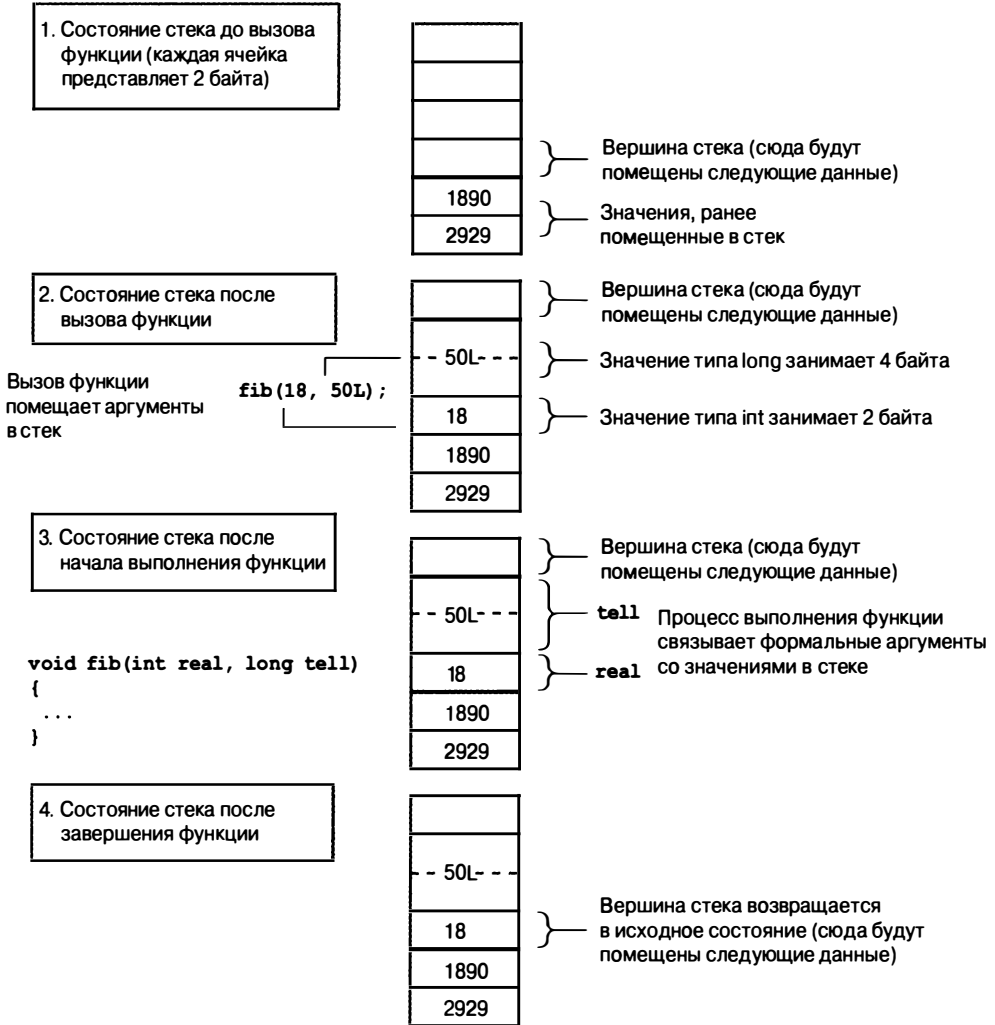 1. Состояние стека до вызова
функции (каждая ячейка
представляет 2 байта)
Вершина стека (сюда будут
помещены следующие данные)
1890
2929
Значения, ранее
помещенные в стек
2. Состояние стека после
вызова функции
Вершина стека (сюда будут
помещены следующие данные)
50L
Значение типа long занимает 4 байта
Вызов функции
помещает аргументы
в стек
fib(18, 50L);
18
Значение типа int занимает 2 байта
1890
2929
3. Состояние стека после
начала выполнения функции
Вершина стека (сюда будут
помещены следующие данные)
50L
tell
Процесс выполнения функции
связывает формальные аргументы
со значениями в стеке
void fib(int real, long tell)
{
...
}
18
real
1890
2929
4. Состояние стека после
завершения функции
50L
18
Вершина стека возвращается
в исходное состояние (сюда будут
помещены следующие данные)
1890
2929